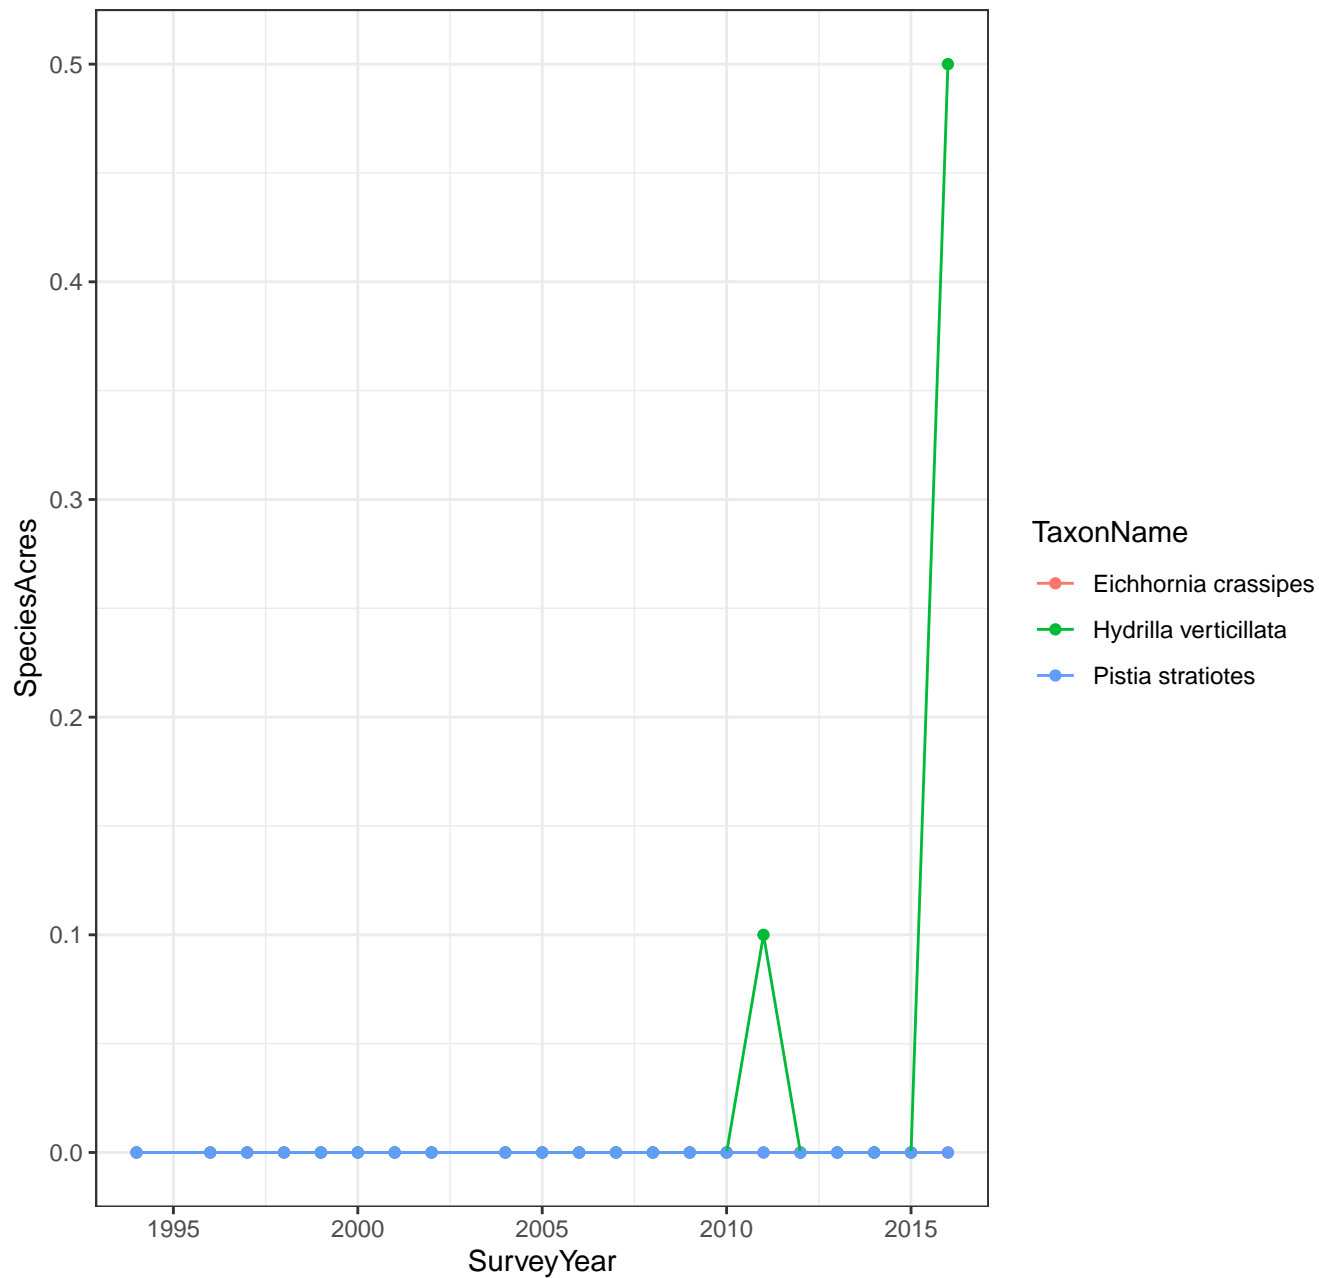 0.5
0.4
0.3
0.2
0.1
0.0
SpeciesAcres
1995
2000
2005
2010
2015
SurveyYear
TaxonName
Eichhornia crassipes
Hydrilla verticillata
Pistia stratiotes